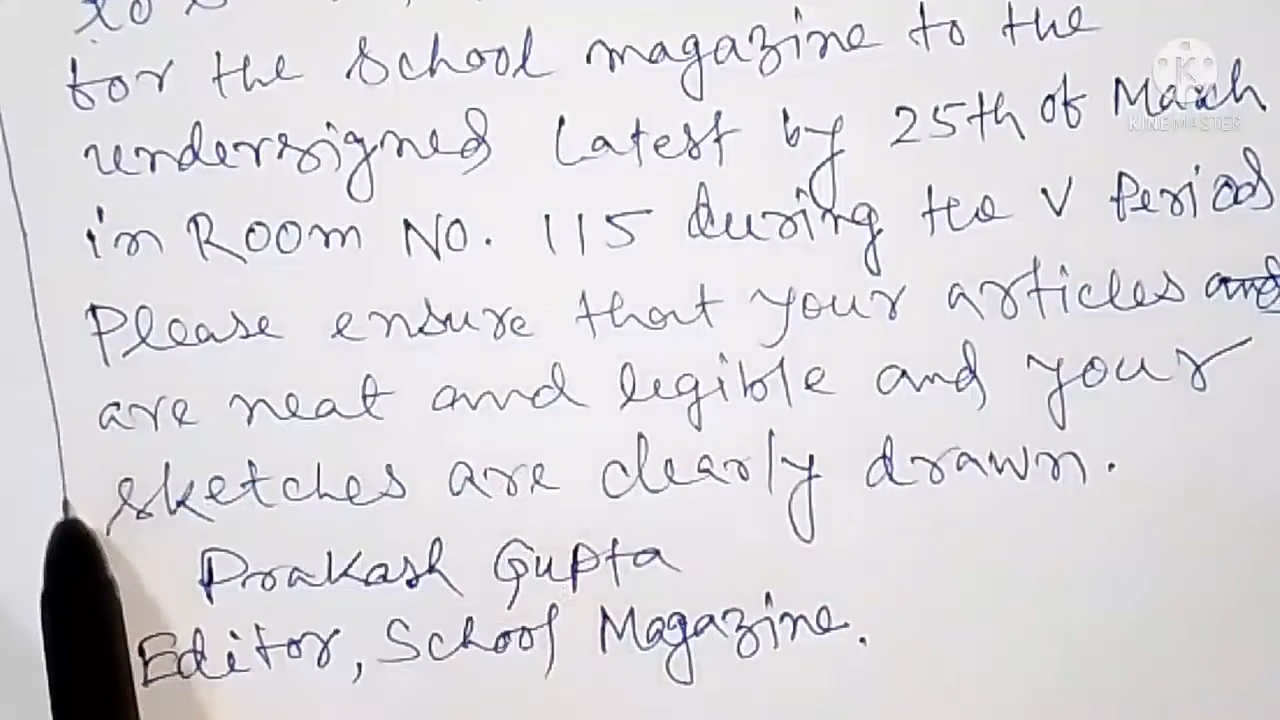 for the school magazine to the
undersigned latest by 25th of March
in Room No. 115 during the V Period
Please ensure that your articles
are neat and legible and your
sketches are clearly drawn.
Prakash Gupta
Editor, School Magazine.
K
KINEMASTER